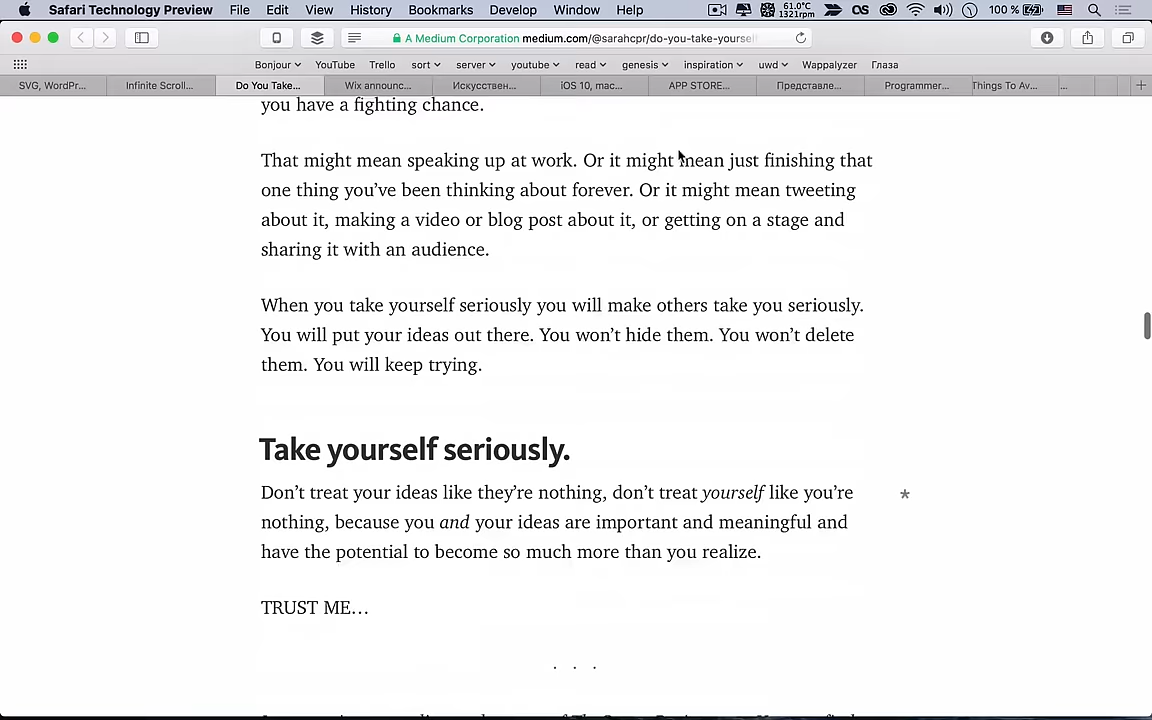 Safari Technology Preview File Edit View History Bookmarks Develop Window Help 61.0°C 1321rpm OS 100 %
A Medium Corporation medium.com/@sarahcpr/do-you-take-yoursel
Bonjour YouTube Trello sort server youtube read genesis inspiration uwd Wappalyzer Глаза
SVG, WordPr... Infinite Scroll... Do You Take... Wix announc... Искусствен... iOS 10, mac... APP STORE... Представле... Programmer... Things To Av... ...
you have a fighting chance.
That might mean speaking up at work. Or it might mean just finishing that
one thing you’ve been thinking about forever. Or it might mean tweeting
about it, making a video or blog post about it, or getting on a stage and
sharing it with an audience.
When you take yourself seriously you will make others take you seriously.
You will put your ideas out there. You won’t hide them. You won’t delete
them. You will keep trying.
Take yourself seriously.
Don’t treat your ideas like they’re nothing, don’t treat yourself like you’re
nothing, because you and your ideas are important and meaningful and
have the potential to become so much more than you realize.
TRUST ME…
. . .